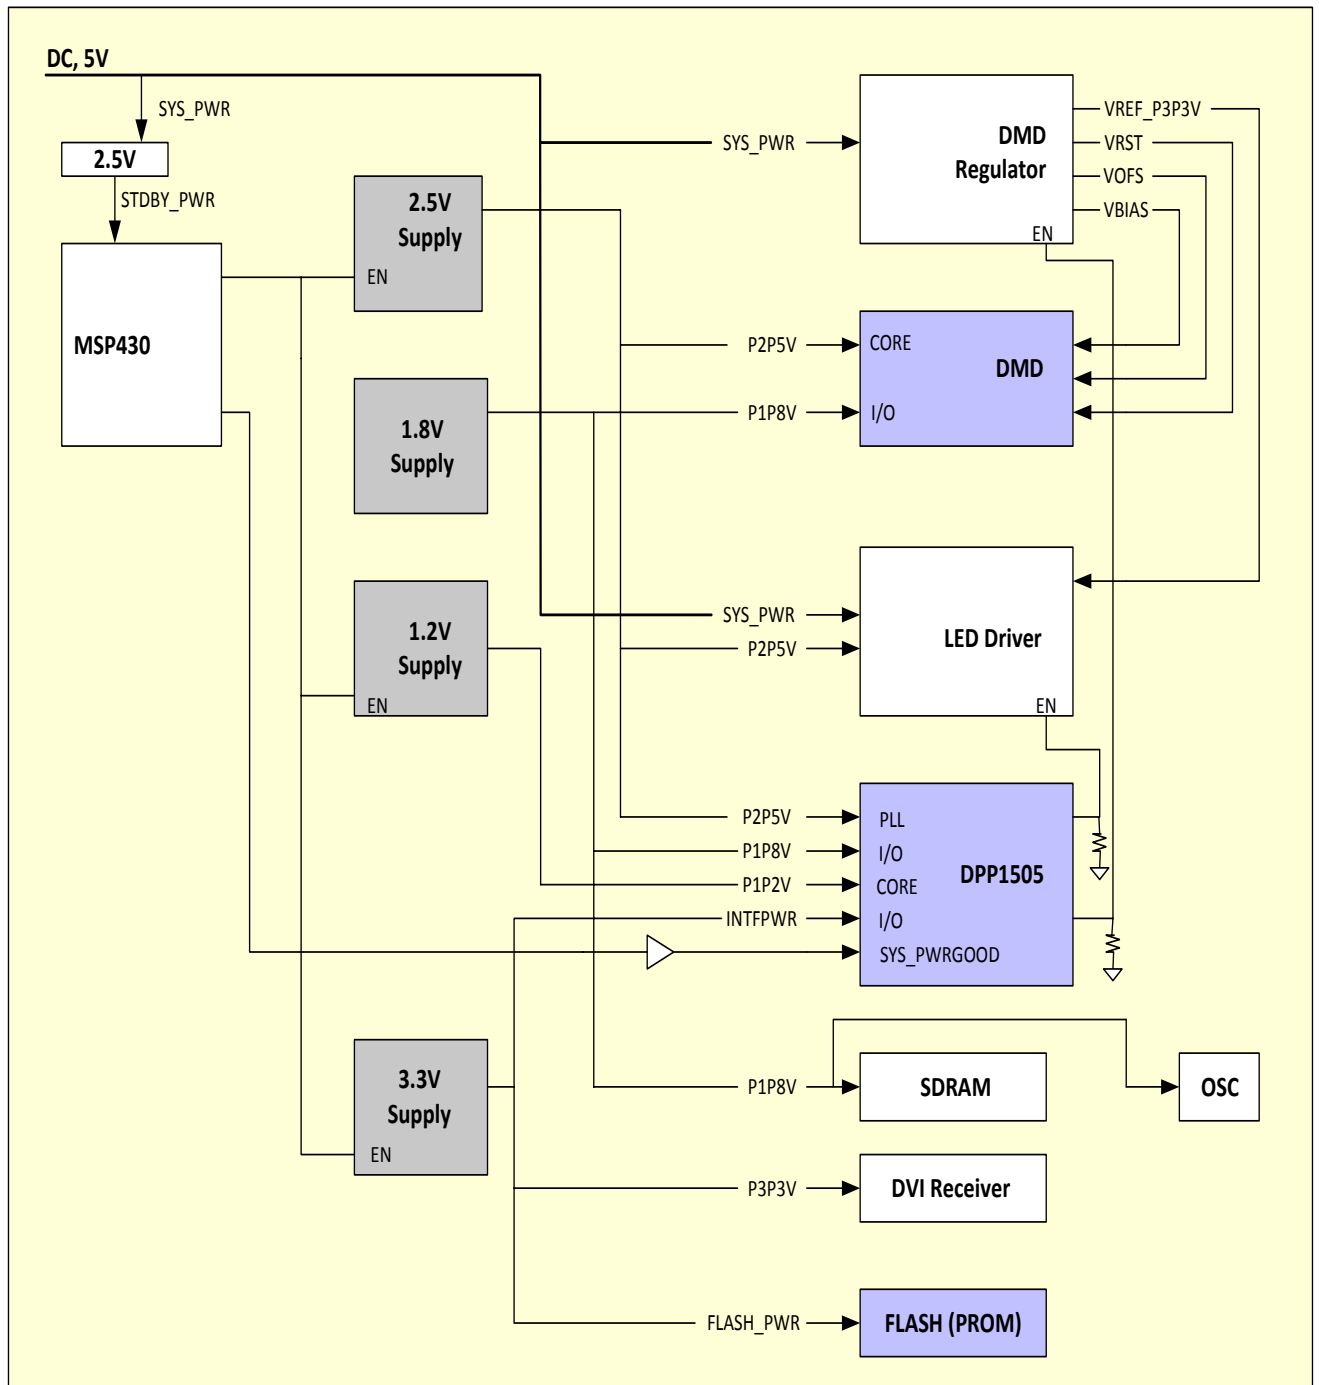 DC, 5V
SYS_PWR
2.5V
STDBY_PWR
MSP430
2.5V
Supply
EN
1.8V
Supply
1.2V
Supply
EN
3.3V
Supply
EN
SYS_PWR
DMD
Regulator
EN
VREF_P3P3V
VRST
VOFS
VBIAS
P2P5V
CORE
DMD
P1P8V
I/O
SYS_PWR
P2P5V
LED Driver
EN
P2P5V
PLL
P1P8V
I/O
P1P2V
CORE
DPP1505
INTFPWR
I/O
SYS_PWRGOOD
P1P8V
SDRAM
OSC
P3P3V
DVI Receiver
FLASH_PWR
FLASH (PROM)